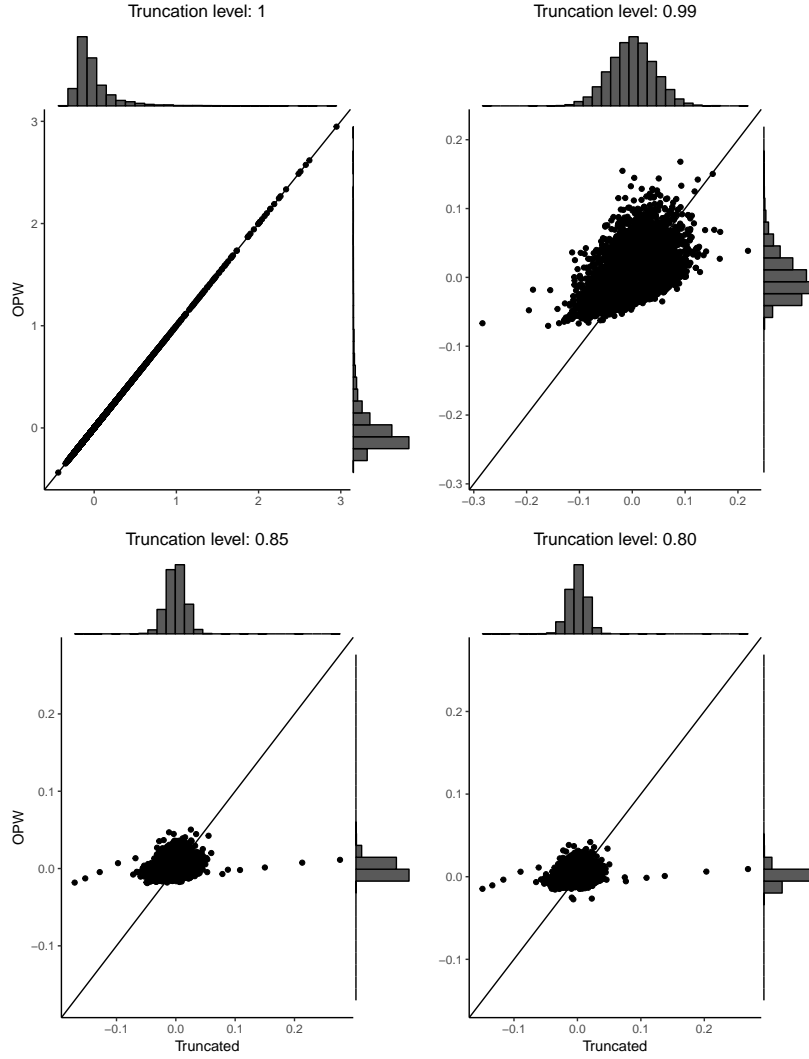 Truncation level: 1
Truncation level: 0.99
3
2
1
0
OPW
0 1 2 3
0.2
0.1
0.0
−0.1
−0.2
−0.3
−0.3 −0.2 −0.1 0.0 0.1 0.2
Truncation level: 0.85
Truncation level: 0.80
0.2
0.1
0.0
−0.1
OPW
−0.1 0.0 0.1 0.2
Truncated
0.2
0.1
0.0
−0.1
−0.1 0.0 0.1 0.2
Truncated